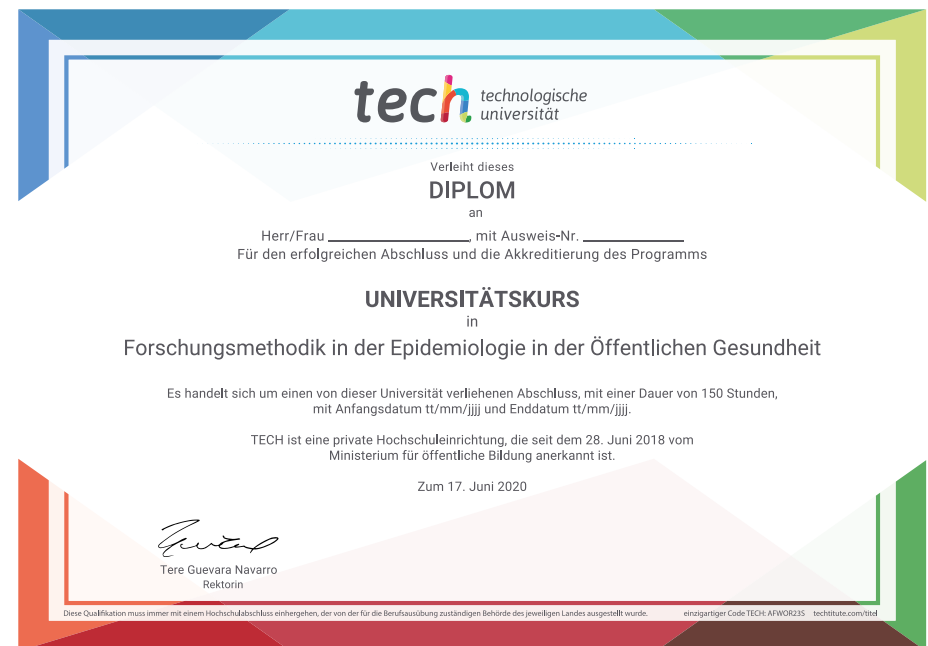 tech technologische
universität
Verleiht dieses
DIPLOM
an
Herr/Frau ____________________, mit Ausweis-Nr. ______________
Für den erfolgreichen Abschluss und die Akkreditierung des Programms
UNIVERSITÄTSKURS
in
Forschungsmethodik in der Epidemiologie in der Öffentlichen Gesundheit
Es handelt sich um einen von dieser Universität verliehenen Abschluss, mit einer Dauer von 150 Stunden,
mit Anfangsdatum tt/mm/jjjj und Enddatum tt/mm/jjjj.
TECH ist eine private Hochschuleinrichtung, die seit dem 28. Juni 2018 vom
Ministerium für öffentliche Bildung anerkannt ist.
Zum 17. Juni 2020
Tere Guevara Navarro
Rektorin
Diese Qualifikation muss immer mit einem Hochschulabschluss einhergehen, der von der für die Berufsausübung zuständigen Behörde des jeweiligen Landes ausgestellt wurde. einzigartiger Code TECH: AFWOR23S techtitute.com/titel